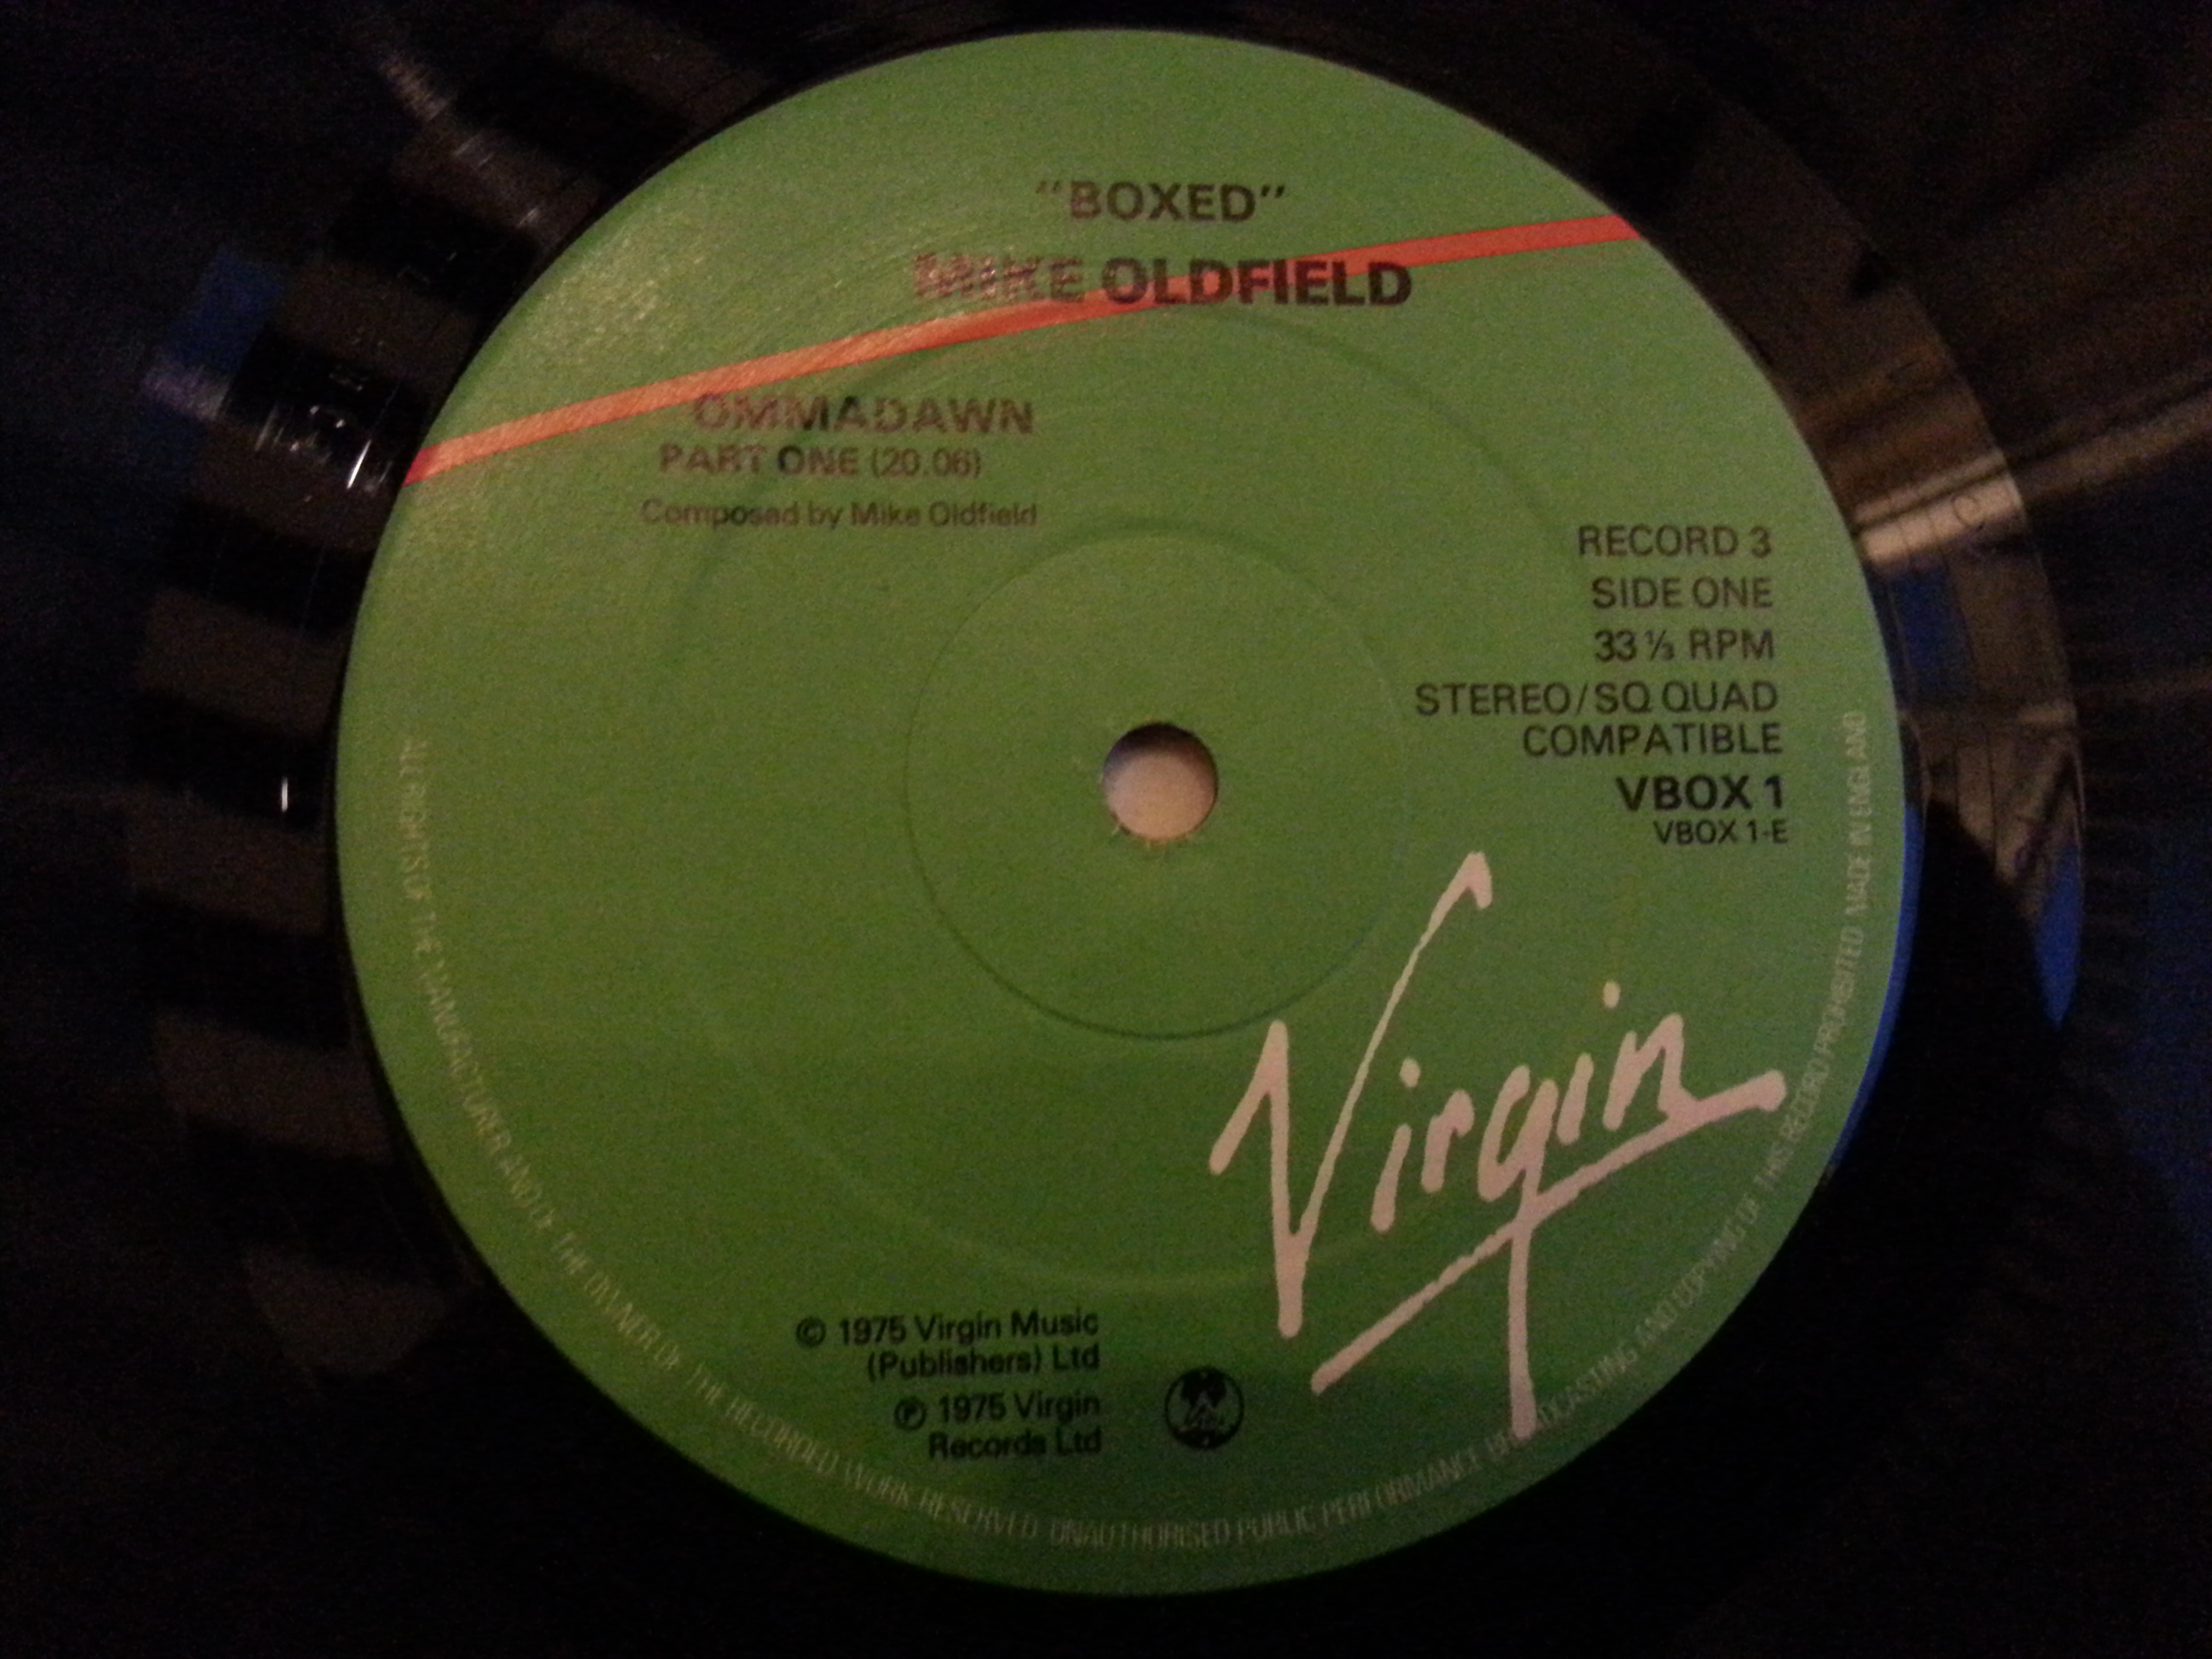 "BOXED"
MIKE OLDFIELD
OMMADAWN
PART ONE (20.06)
Composed by Mike Oldfield
RECORD 3
SIDE ONE
33⅓ RPM
STEREO/SQ QUAD
COMPATIBLE
VBOX 1
VBOX 1-E
Virgin
© 1975 Virgin Music
(Publishers) Ltd
℗ 1975 Virgin
Records Ltd
ALL RIGHTS OF THE MANUFACTURER AND OF THE OWNER OF THE RECORDED WORK RESERVED UNAUTHORISED PUBLIC PERFORMANCE BROADCASTING AND COPYING OF THIS RECORD PROHIBITED MADE IN ENGLAND